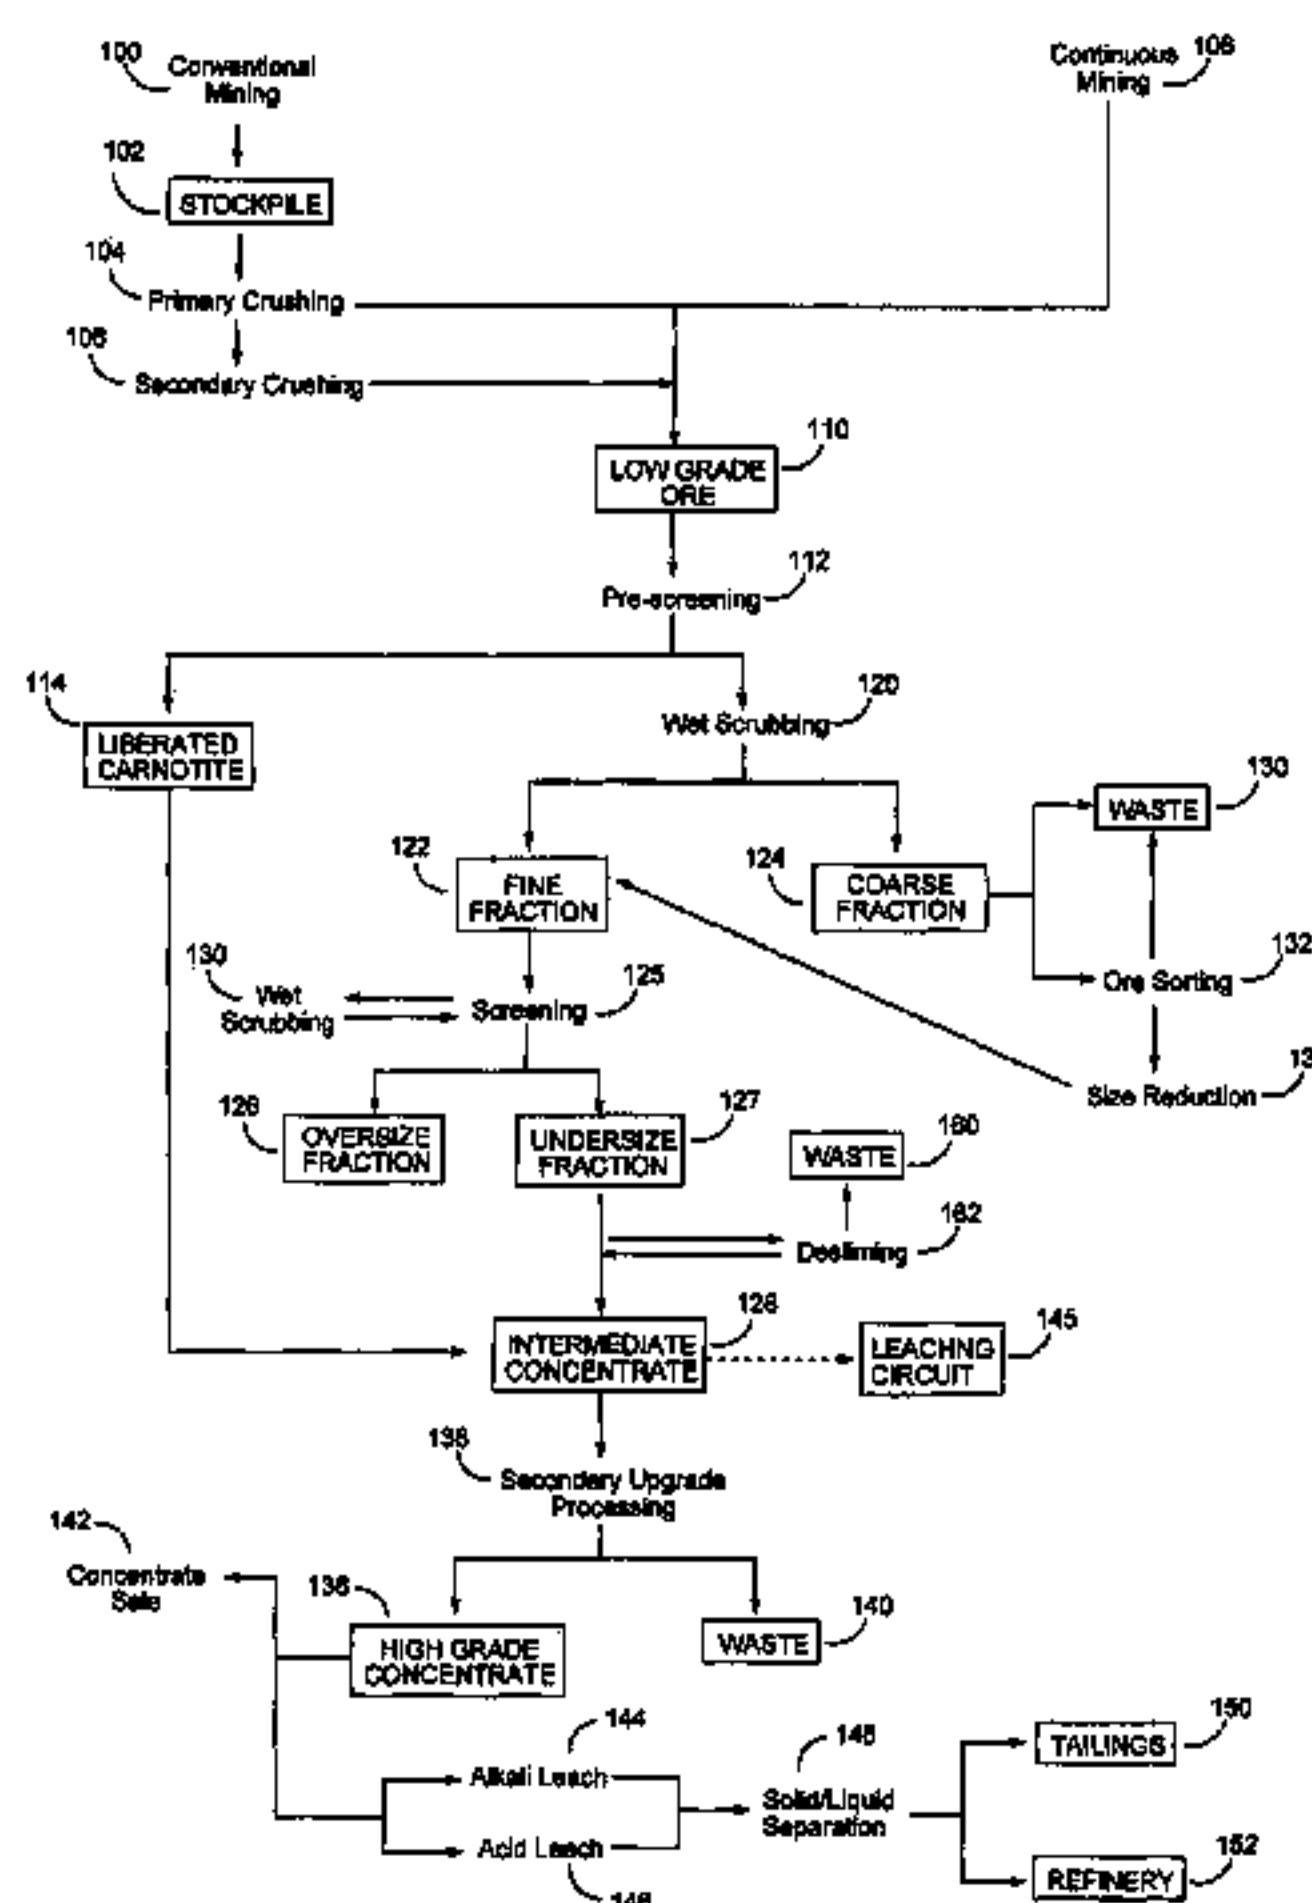 100
Conventional
Mining
Continuous
Mining
108
102
STOCKPILE
104
Primary Crushing
106
Secondary Crushing
110
LOW GRADE
ORE
112
Pre-screening
114
LIBERATED
CARNOTITE
120
Wet Scrubbing
130
WASTE
122
FINE
FRACTION
124
COARSE
FRACTION
132
Ore Sorting
130
Wet
Scrubbing
125
Screening
Size Reduction
126
OVERSIZE
FRACTION
127
UNDERSIZE
FRACTION
160
WASTE
162
Desliming
INTERMEDIATE
CONCENTRATE
145
LEACHNG
CIRCUIT
138
Secondary Upgrade
Processing
142
Concentrate
Sale
136
HIGH GRADE
CONCENTRATE
140
WASTE
144
Alkali Leach
Solid/Liquid
Separation
150
TAILINGS
Acid Leach
152
REFINERY